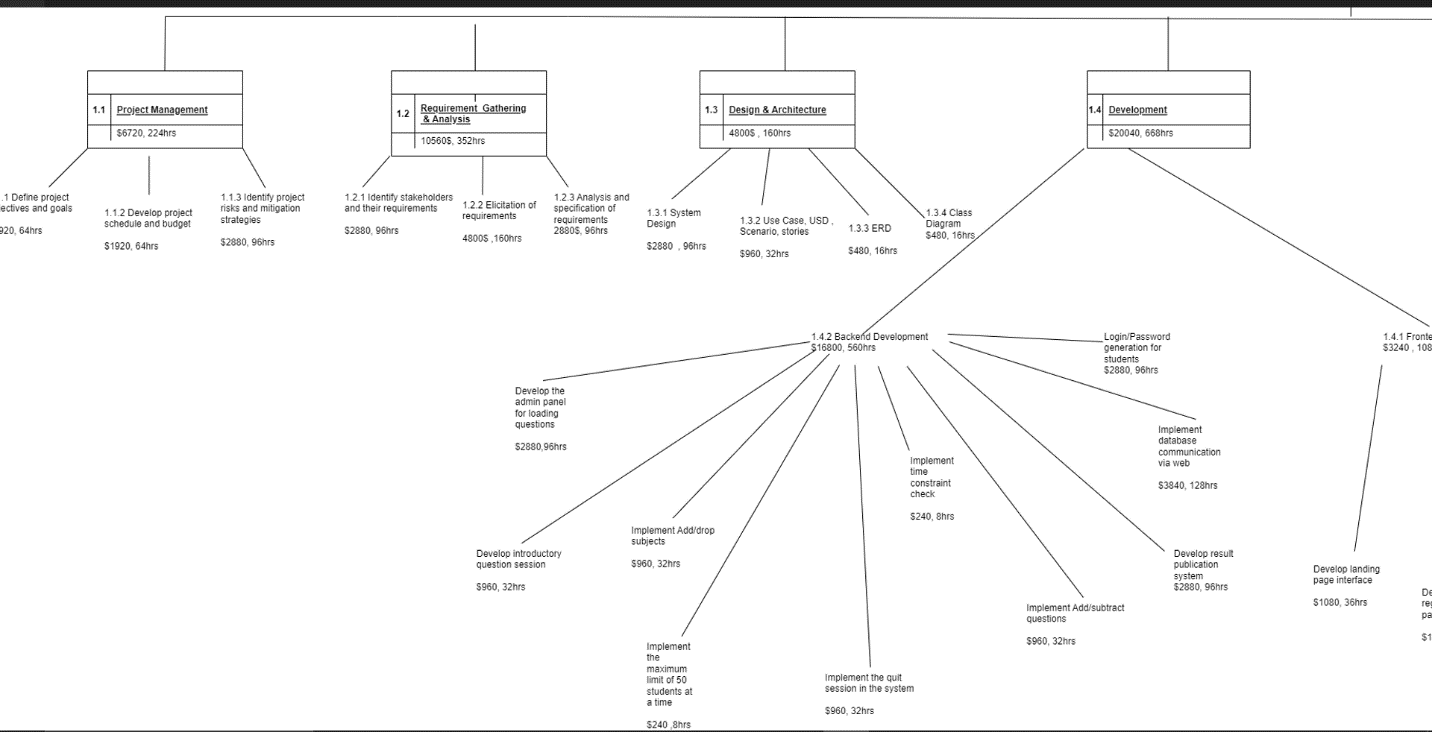 1.1
Project Management
$6720, 224hrs
1.2
Requirement Gathering
& Analysis
10560$, 352hrs
1.3
Design & Architecture
4800$ , 160hrs
1.4
Development
$20040, 668hrs
.1 Define project
ectives and goals
920, 64hrs
1.1.2 Develop project
schedule and budget
$1920, 64hrs
1.1.3 Identify project
risks and mitigation
strategies
$2880, 96hrs
1.2.1 Identify stakeholders
and their requirements
$2880, 96hrs
1.2.2 Elicitation of
requirements
4800$ ,160hrs
1.2.3 Analysis and
specification of
requirements
2880$, 96hrs
1.3.1 System
Design
$2880 , 96hrs
1.3.2 Use Case, USD ,
Scenario, stories
$960, 32hrs
1.3.3 ERD
$480, 16hrs
1.3.4 Class
Diagram
$480, 16hrs
1.4.2 Backend Development
$16800, 560hrs
Login/Password
generation for
students
$2880, 96hrs
1.4.1 Fronte
$3240 , 108
Develop the
admin panel
for loading
questions
$2880,96hrs
Implement
database
communication
via web
$3840, 128hrs
Implement
time
constraint
check
$240, 8hrs
Implement Add/drop
subjects
$960, 32hrs
Develop introductory
question session
$960, 32hrs
Develop result
publication
system
$2880, 96hrs
Develop landing
page interface
$1080, 36hrs
De
reg
pa
$1
Implement Add/subtract
questions
$960, 32hrs
Implement
the
maximum
limit of 50
students at
a time
$240 ,8hrs
Implement the quit
session in the system
$960, 32hrs